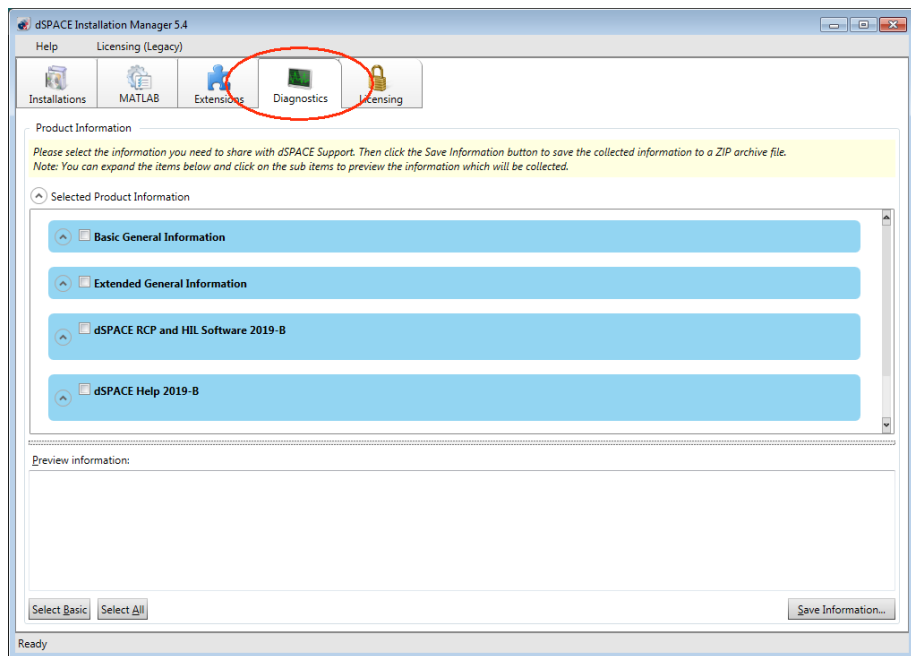 dSPACE Installation Manager 5.4
Help Licensing (Legacy)
Installations MATLAB Extensions Diagnostics Licensing
Product Information
Please select the information you need to share with dSPACE Support. Then click the Save Information button to save the collected information to a ZIP archive file.
Note: You can expand the items below and click on the sub items to preview the information which will be collected.
Selected Product Information
Basic General Information
Extended General Information
dSPACE RCP and HIL Software 2019-B
dSPACE Help 2019-B
Preview information:
Select Basic Select All Save Information...
Ready